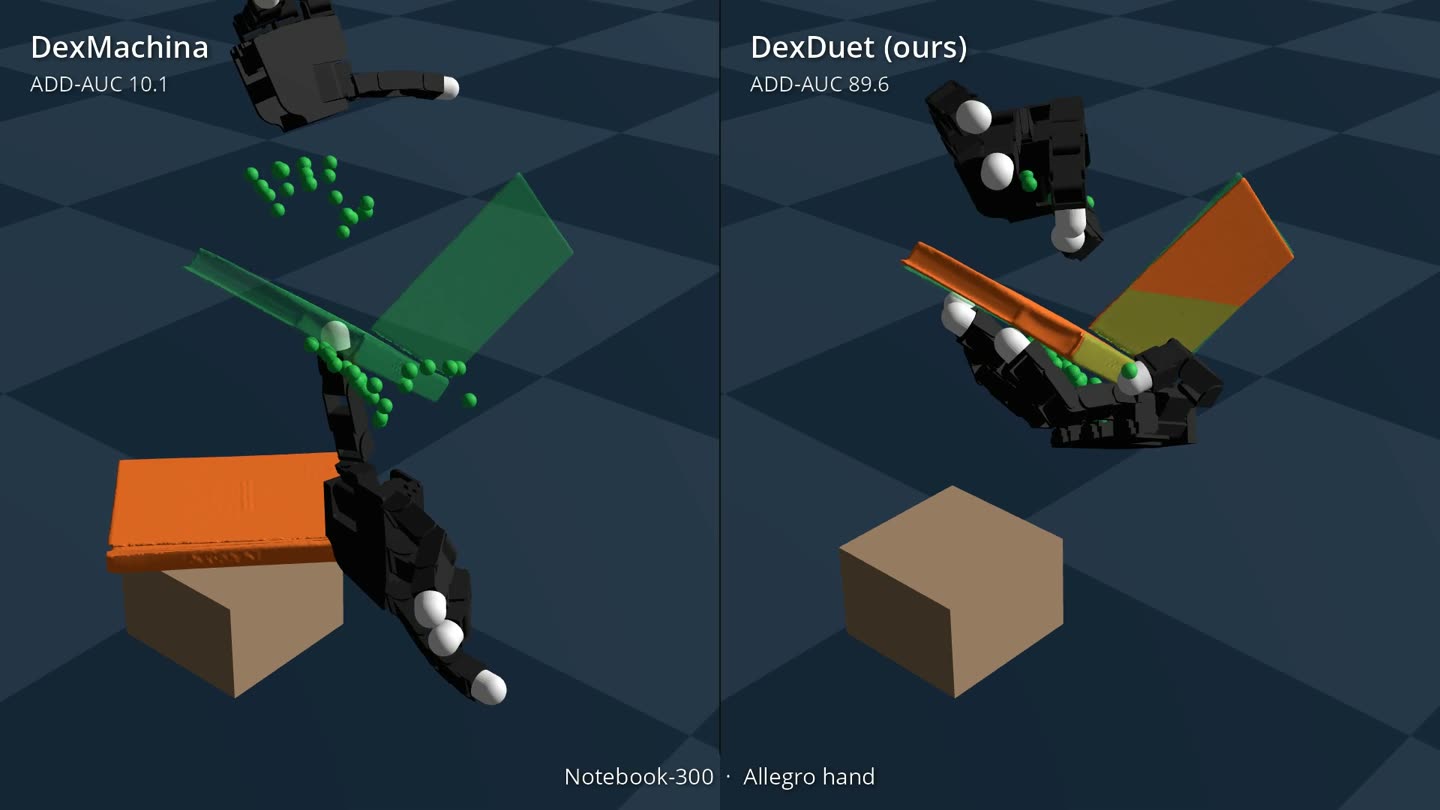 DexMachina
ADD-AUC 10.1
DexDuet (ours)
ADD-AUC 89.6
Notebook-300 · Allegro hand